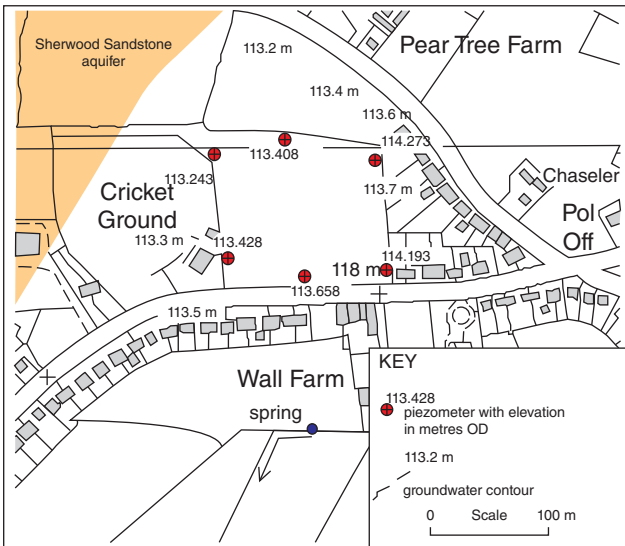 Sherwood Sandstone
aquifer
113.2 m
Pear Tree Farm
113.4 m
113.6 m
114.273
113.408
113.243
113.7 m
Chaseler
Cricket
Ground
Pol
Off
113.3 m
113.428
114.193
118 m
113.658
113.5 m
Wall Farm
spring
KEY
113.428
piezometer with elevation
in metres OD
113.2 m
groundwater contour
0 Scale 100 m